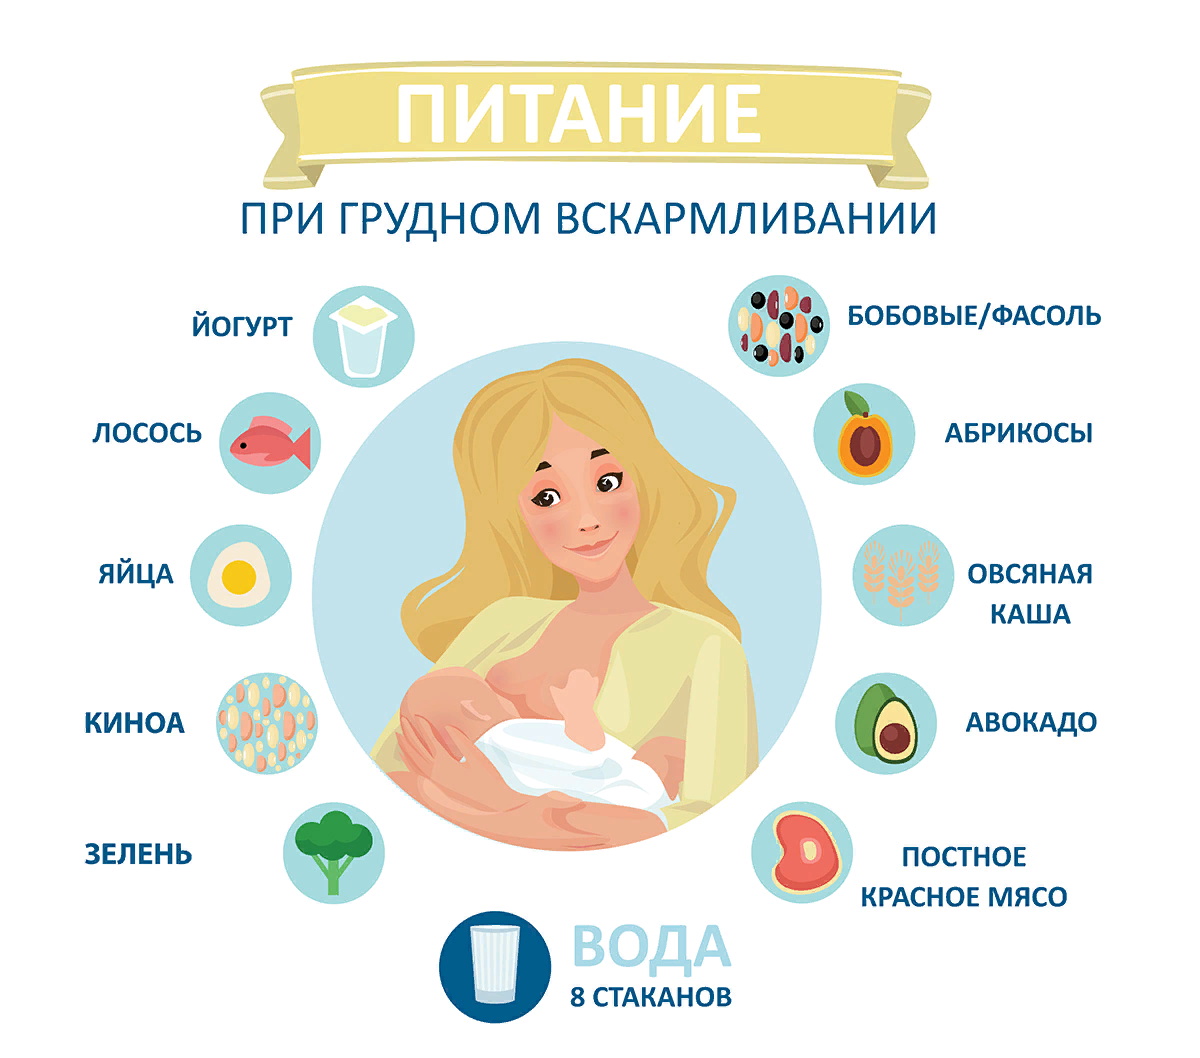 ПИТАНИЕ
ПРИ ГРУДНОМ ВСКАРМЛИВАНИИ
ЙОГУРТ
БОБОВЫЕ/ФАСОЛЬ
ЛОСОСЬ
АБРИКОСЫ
ЯЙЦА
ОВСЯНАЯ
КАША
КИНОА
АВОКАДО
ЗЕЛЕНЬ
ПОСТНОЕ
КРАСНОЕ МЯСО
ВОДА
8 СТАКАНОВ